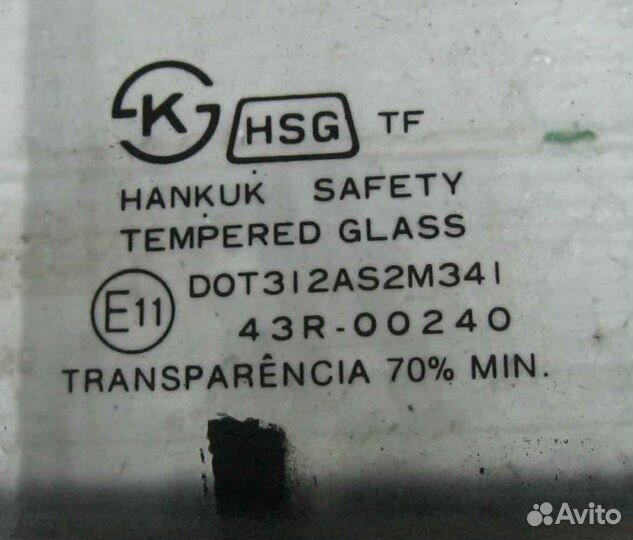 K HSG TF
HANKUK SAFETY
TEMPERED GLASS
E11 DOT312AS2M341
43R-00240
TRANSPARÊNCIA 70% MIN.
Avito